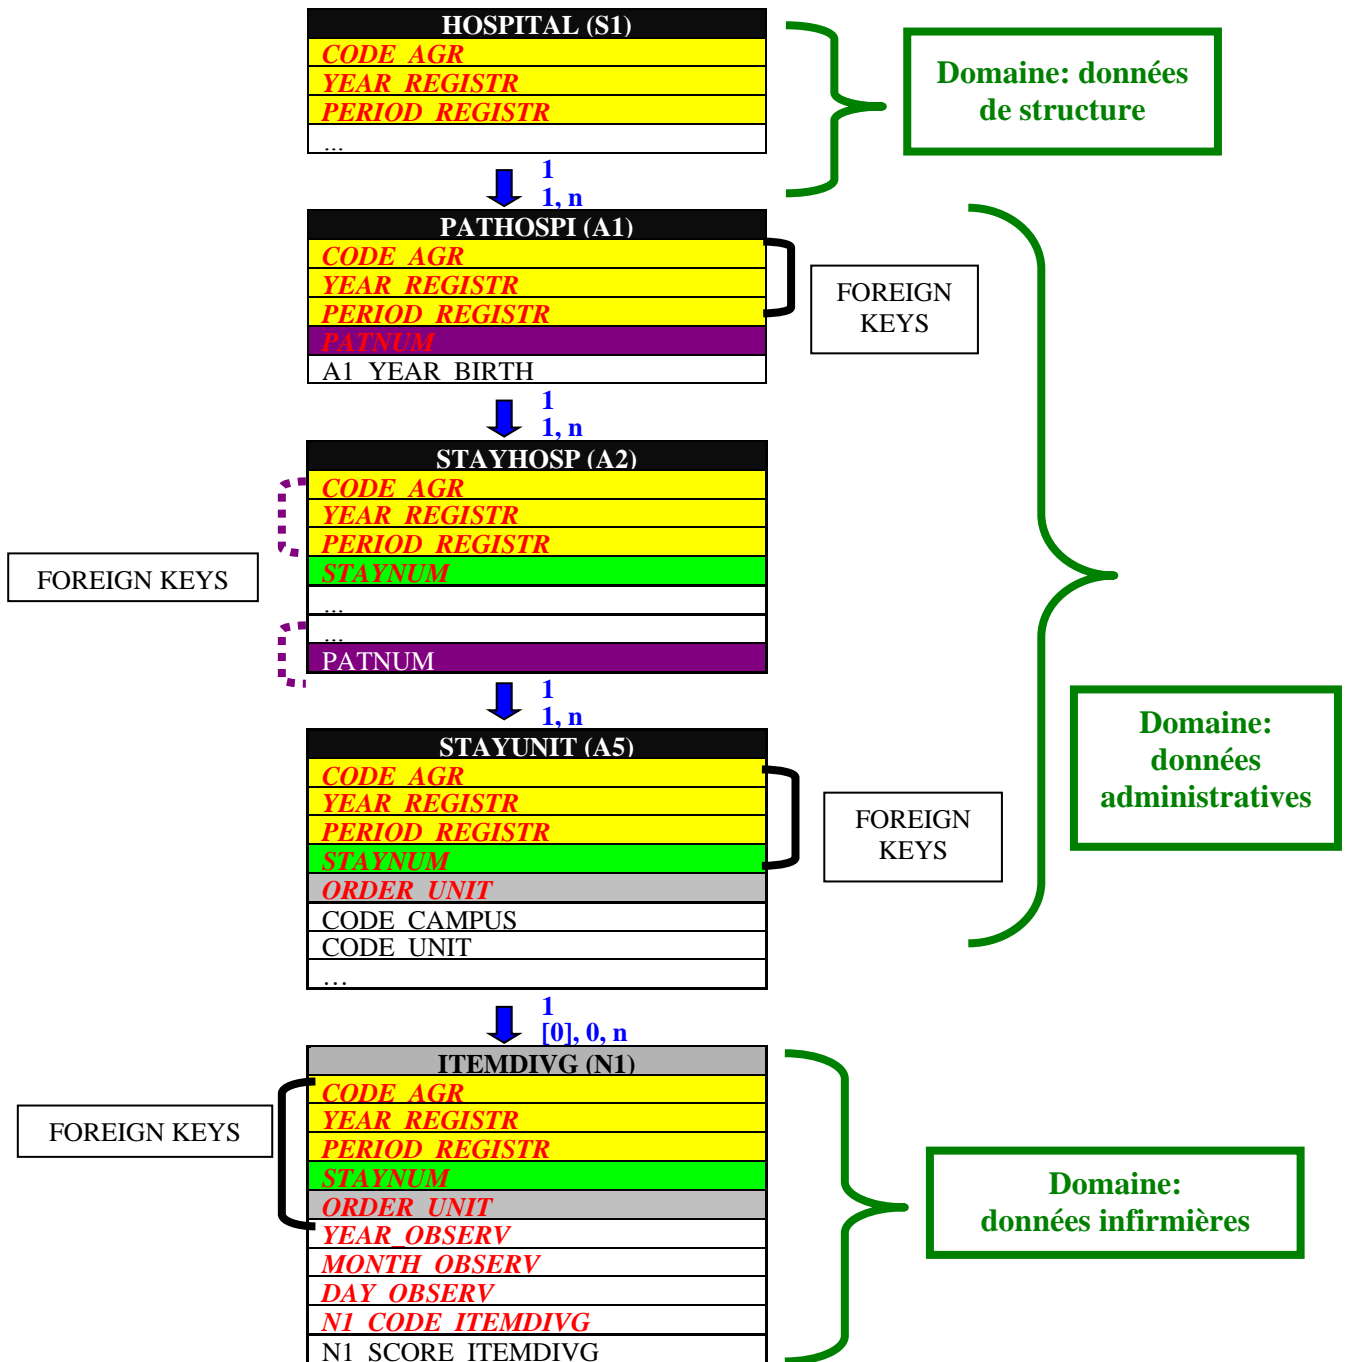 HOSPITAL (S1)
CODE_AGR
YEAR_REGISTR
PERIOD_REGISTR
...
Domaine: données
de structure
1
1, n
PATHOSPI (A1)
CODE_AGR
YEAR_REGISTR
PERIOD_REGISTR
PATNUM
A1_YEAR_BIRTH
FOREIGN
KEYS
1
1, n
STAYHOSP (A2)
CODE_AGR
YEAR_REGISTR
PERIOD_REGISTR
STAYNUM
...
...
PATNUM
FOREIGN KEYS
1
1, n
STAYUNIT (A5)
CODE_AGR
YEAR_REGISTR
PERIOD_REGISTR
STAYNUM
ORDER_UNIT
CODE_CAMPUS
CODE_UNIT
...
FOREIGN
KEYS
Domaine:
données
administratives
1
[0], 0, n
ITEMDIVG (N1)
CODE_AGR
YEAR_REGISTR
PERIOD_REGISTR
STAYNUM
ORDER_UNIT
YEAR_OBSERV
MONTH_OBSERV
DAY_OBSERV
N1_CODE_ITEMDIVG
N1_SCORE_ITEMDIVG
FOREIGN KEYS
Domaine:
données infirmières